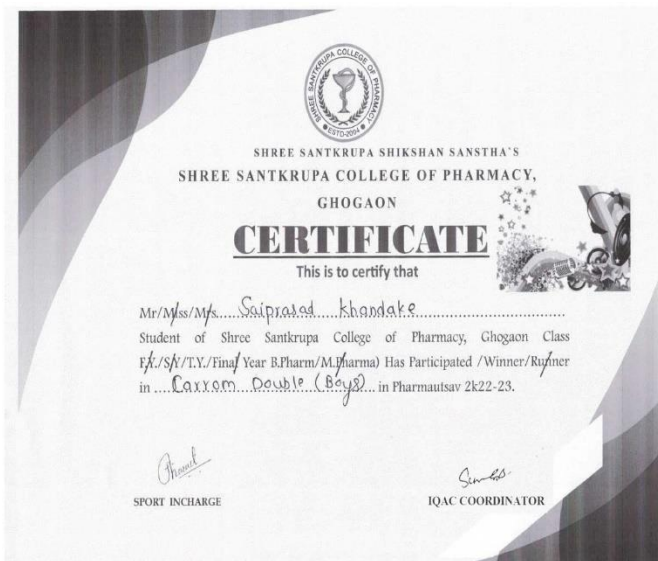 SHREE SANTKRUPA COLLEGE OF PHARMACY
ESTD-2004
SHREE SANTKRUPA SHIKSHAN SANSTHA'S
SHREE SANTKRUPA COLLEGE OF PHARMACY,
GHOGAON
CERTIFICATE
This is to certify that
Mr/Miss/Mrs. Saiprasad khandake
Student of Shree Santkrupa College of Pharmacy, Ghogaon Class
F.Y./S.Y/T.Y./Final Year B.Pharm/M.Pharma) Has Participated /Winner/Runner
in Carrom Double (Boys) in Pharmautsav 2k22-23.
SPORT INCHARGE
IQAC COORDINATOR